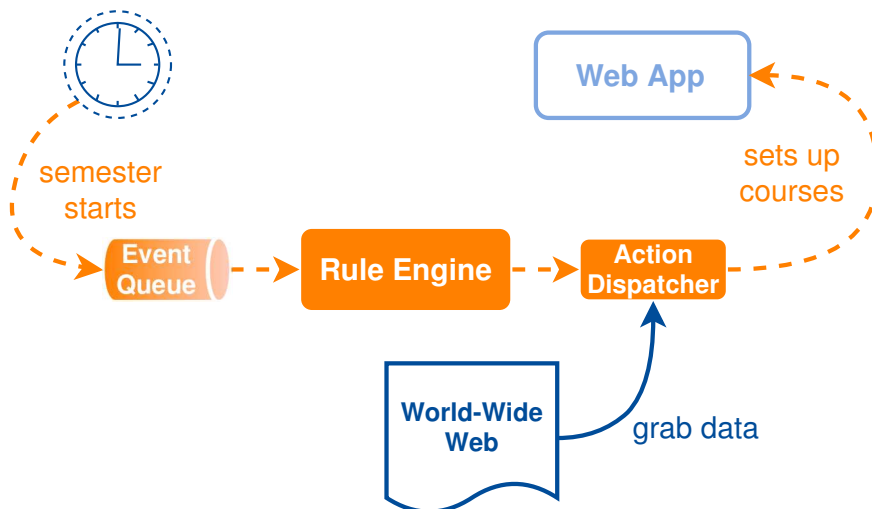 Web App
semester
starts
sets up
courses
Event
Queue
Rule Engine
Action
Dispatcher
World-Wide
Web
grab data